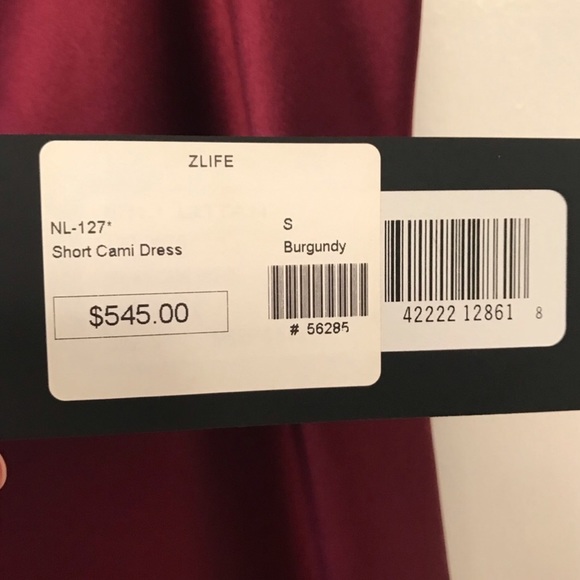 ZLIFE
NL-127*
Short Cami Dress
$545.00
S
Burgundy
# 56285
42222 12861 8